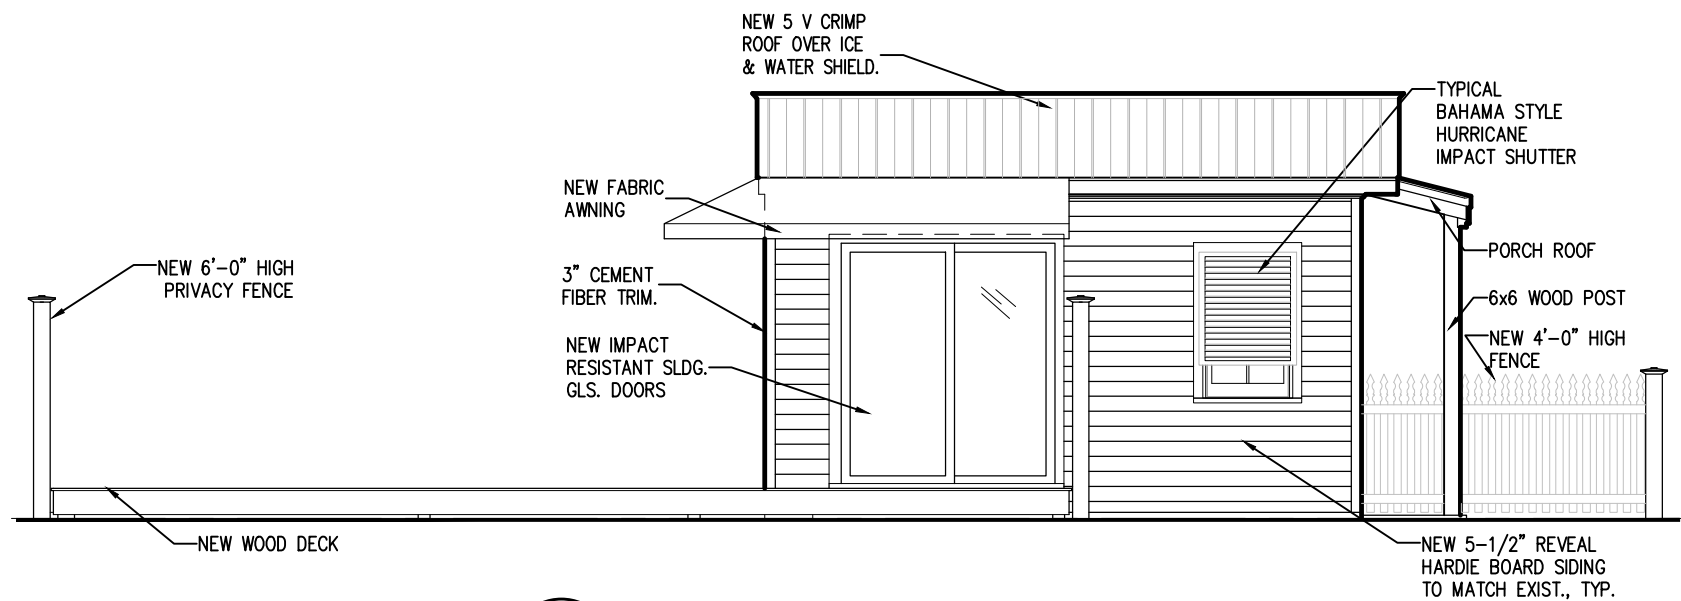 NEW 5 V CRIMP
ROOF OVER ICE
& WATER SHIELD.
TYPICAL
BAHAMA STYLE
HURRICANE
IMPACT SHUTTER
NEW FABRIC
AWNING
NEW 6'-0" HIGH
PRIVACY FENCE
3" CEMENT
FIBER TRIM.
PORCH ROOF
6x6 WOOD POST
NEW 4'-0" HIGH
FENCE
NEW IMPACT
RESISTANT SLDG.
GLS. DOORS
NEW WOOD DECK
NEW 5-1/2" REVEAL
HARDIE BOARD SIDING
TO MATCH EXIST., TYP.